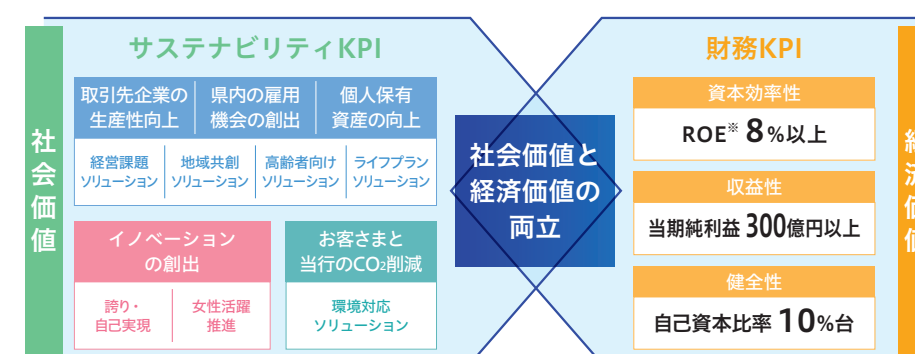 社会価値
サステナビリティKPI
取引先企業の
生産性向上
県内の雇用
機会の創出
個人保有
資産の向上
経営課題
ソリューション
地域共創
ソリューション
高齢者向け
ソリューション
ライフプラン
ソリューション
イノベーション
の創出
誇り・
自己実現
女性活躍
推進
お客さまと
当行のCO2削減
環境対応
ソリューション
社会価値と
経済価値の
両立
財務KPI
資本効率性
ROE※ 8%以上
収益性
当期純利益 300億円以上
健全性
自己資本比率 10%台